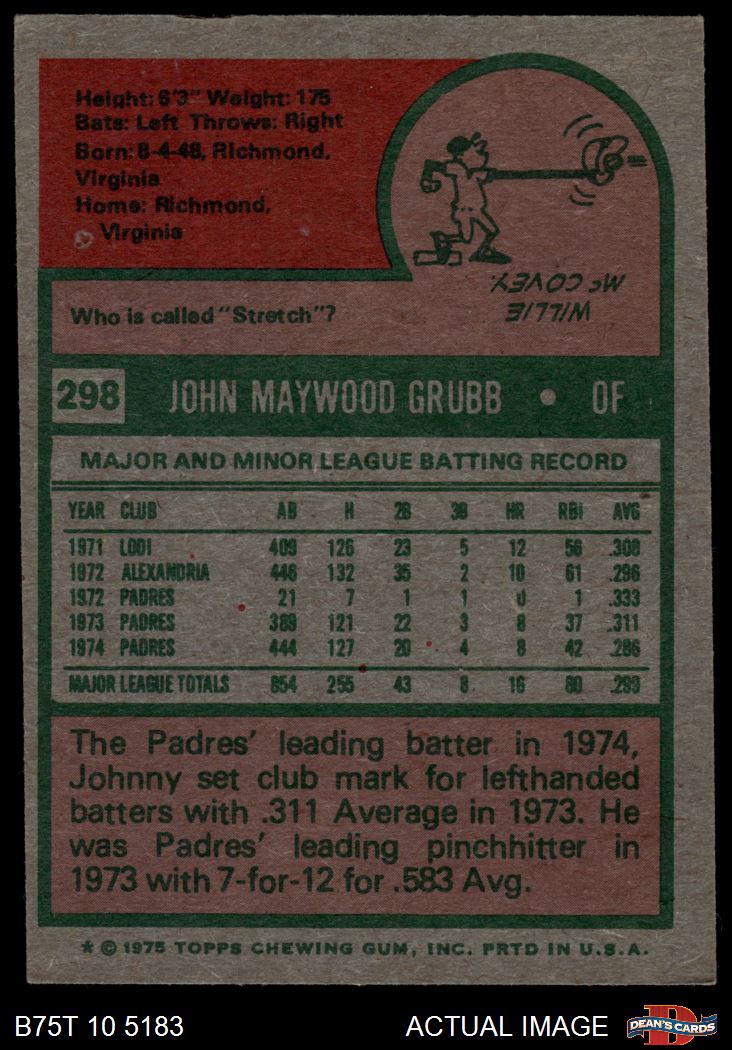 Height: 6'3" Weight: 175
Bats: Left Throws: Right
Born: 8-4-48, Richmond,
Virginia
Home: Richmond,
Virginia
Who is called "Stretch"?
WILLIE
McCOVEY
298 JOHN MAYWOOD GRUBB • OF
MAJOR AND MINOR LEAGUE BATTING RECORD
YEAR CLUB AB H 2B 3B HR RBI AVG
1971 LODI 409 126 23 5 12 56 .308
1972 ALEXANDRIA 446 132 35 2 10 61 .296
1972 PADRES 21 7 1 1 0 1 .333
1973 PADRES 389 121 22 3 8 37 .311
1974 PADRES 444 127 20 4 8 42 .286
MAJOR LEAGUE TOTALS 854 255 43 8 16 80 .299
The Padres' leading batter in 1974,
Johnny set club mark for lefthanded
batters with .311 Average in 1973. He
was Padres' leading pinchhitter in
1973 with 7-for-12 for .583 Avg.
* © 1975 TOPPS CHEWING GUM, INC. PRTD IN U.S.A.
B75T 10 5183 ACTUAL IMAGE D DEAN'S CARDS